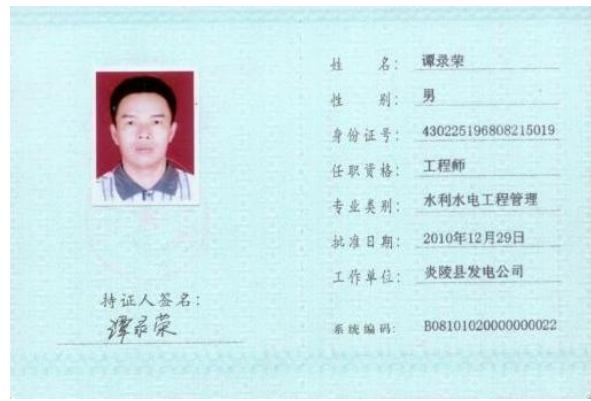 姓 名: 谭录荣
性 别: 男
身份证号: 430225196808215019
任职资格: 工程师
专业类别: 水利水电工程管理
批准日期: 2010年12月29日
工作单位: 炎陵县发电公司
系统编码: B08101020000000022
持证人签名:
谭录荣